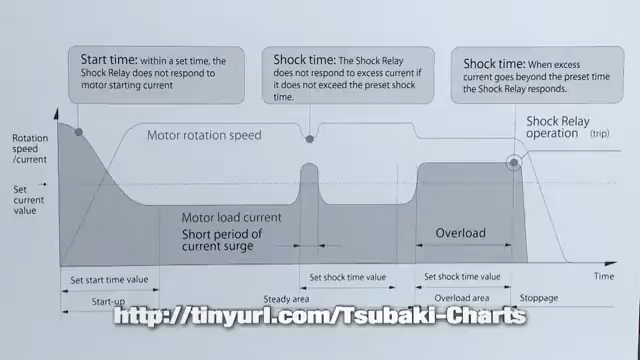 Start time: within a set time, the
Shock Relay does not respond to
motor starting current
Shock time: The Shock Relay
does not respond to excess current if
it does not exceed the preset shock
time.
Shock time: When excess
current goes beyond the preset time
the Shock Relay responds.
Rotation
speed
/current
Motor rotation speed
Shock Relay
operation (trip)
Set
current
value
Motor load current
Short period of
current surge
Overload
Set start time value
Set shock time value
Set shock time value
Time
Start-up
Steady area
Overload area
Stoppage
http://tinyurl.com/Tsubaki-Charts